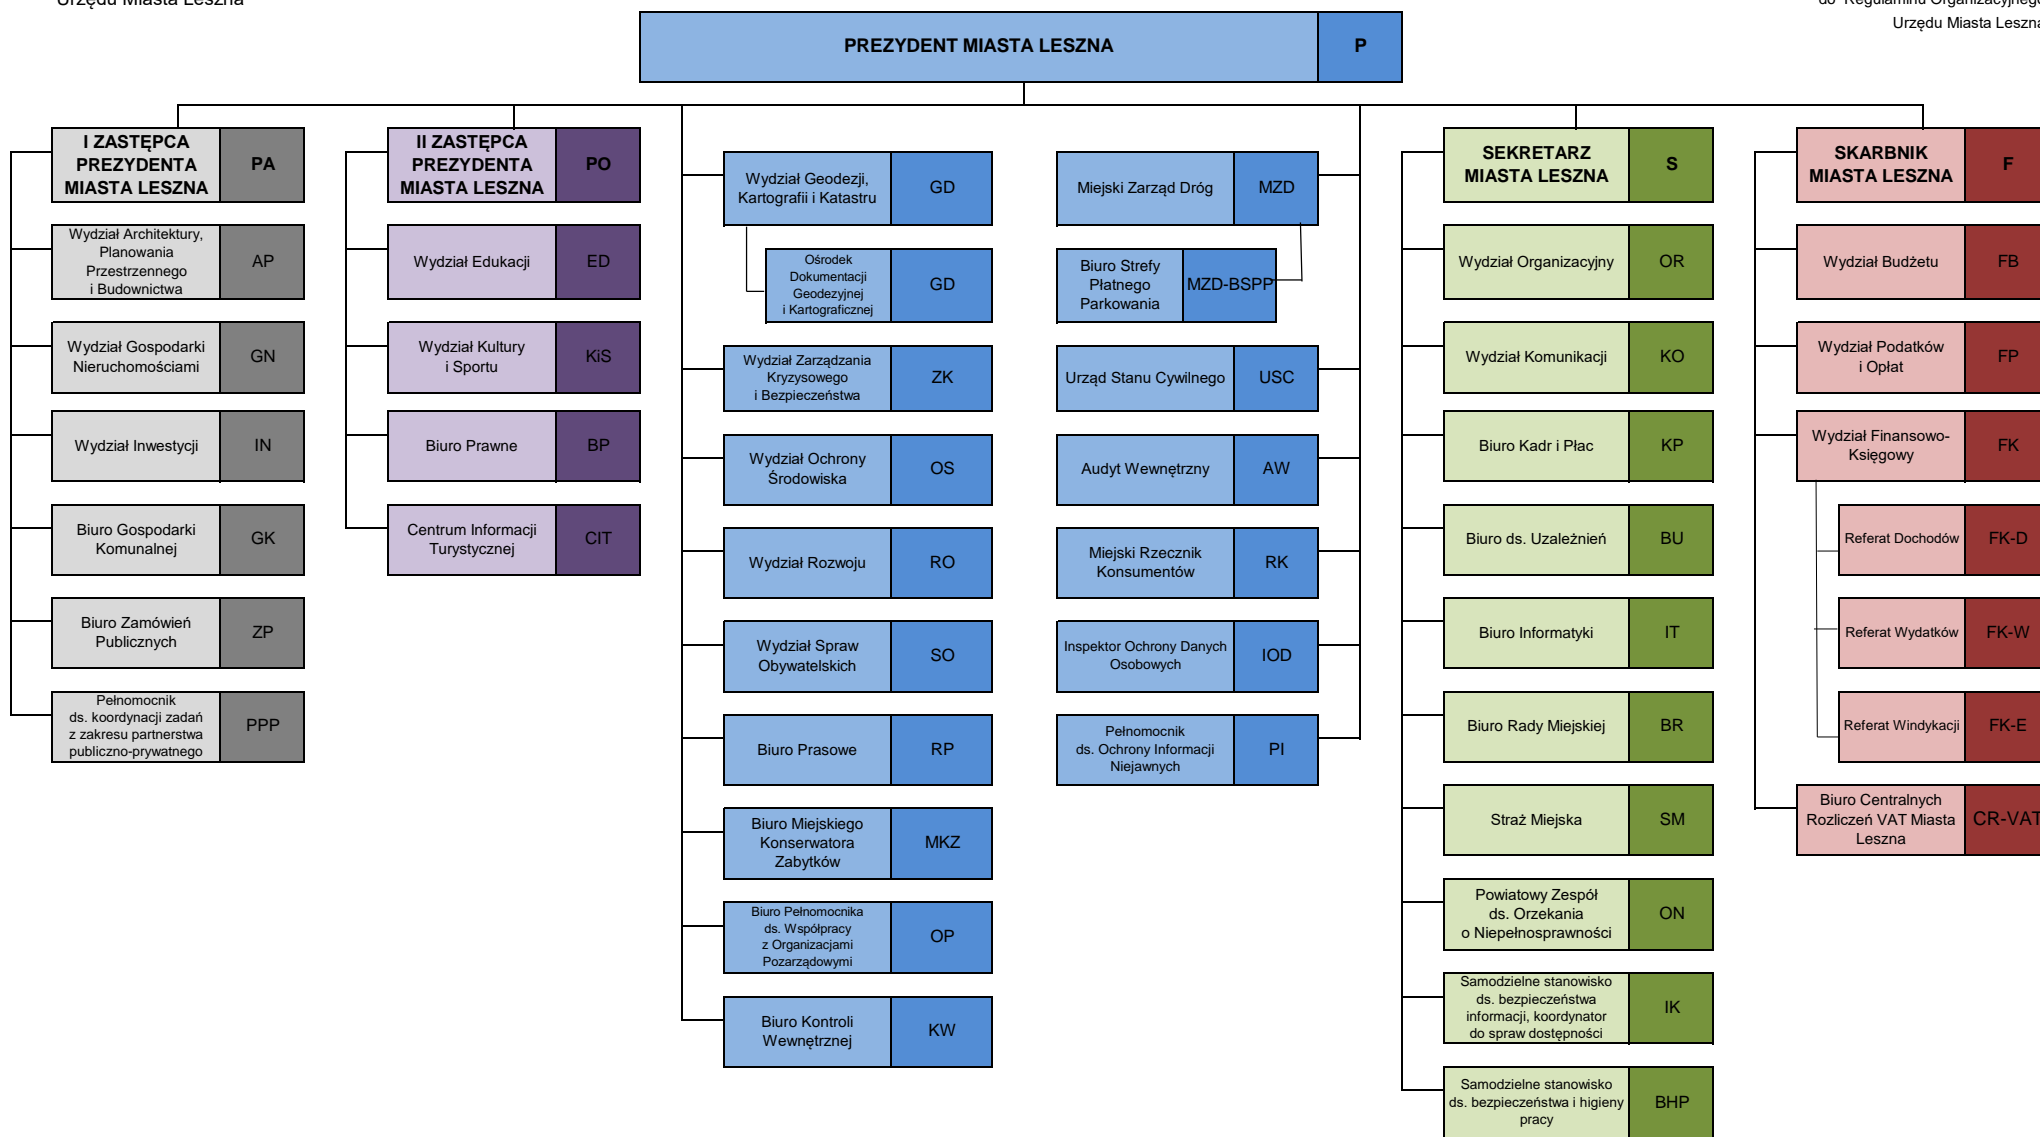 Urzędu Miasta Leszna
do Regulaminu Organizacyjnego
Urzędu Miasta Leszna
PREZYDENT MIASTA LESZNA
P
I ZASTĘPCA
PREZYDENTA
MIASTA LESZNA
PA
Wydział Architektury,
Planowania
Przestrzennego
i Budownictwa
AP
Wydział Gospodarki
Nieruchomościami
GN
Wydział Inwestycji
IN
Biuro Gospodarki
Komunalnej
GK
Biuro Zamówień
Publicznych
ZP
Pełnomocnik
ds. koordynacji zadań
z zakresu partnerstwa
publiczno-prywatnego
PPP
II ZASTĘPCA
PREZYDENTA
MIASTA LESZNA
PO
Wydział Edukacji
ED
Wydział Kultury
i Sportu
KiS
Biuro Prawne
BP
Centrum Informacji
Turystycznej
CIT
Wydział Geodezji,
Kartografii i Katastru
GD
Ośrodek
Dokumentacji
Geodezyjnej
i Kartograficznej
GD
Wydział Zarządzania
Kryzysowego
i Bezpieczeństwa
ZK
Wydział Ochrony
Środowiska
OS
Wydział Rozwoju
RO
Wydział Spraw
Obywatelskich
SO
Biuro Prasowe
RP
Biuro Miejskiego
Konserwatora
Zabytków
MKZ
Biuro Pełnomocnika
ds. Współpracy
z Organizacjami
Pozarządowymi
OP
Biuro Kontroli
Wewnętrznej
KW
Miejski Zarząd Dróg
MZD
Biuro Strefy
Płatnego
Parkowania
MZD-BSPP
Urząd Stanu Cywilnego
USC
Audyt Wewnętrzny
AW
Miejski Rzecznik
Konsumentów
RK
Inspektor Ochrony Danych
Osobowych
IOD
Pełnomocnik
ds. Ochrony Informacji
Niejawnych
PI
SEKRETARZ
MIASTA LESZNA
S
Wydział Organizacyjny
OR
Wydział Komunikacji
KO
Biuro Kadr i Płac
KP
Biuro ds. Uzależnień
BU
Biuro Informatyki
IT
Biuro Rady Miejskiej
BR
Straż Miejska
SM
Powiatowy Zespół
ds. Orzekania
o Niepełnosprawności
ON
Samodzielne stanowisko
ds. bezpieczeństwa
informacji, koordynator
do spraw dostępności
IK
Samodzielne stanowisko
ds. bezpieczeństwa i higieny
pracy
BHP
SKARBNIK
MIASTA LESZNA
F
Wydział Budżetu
FB
Wydział Podatków
i Opłat
FP
Wydział Finansowo-
Księgowy
FK
Referat Dochodów
FK-D
Referat Wydatków
FK-W
Referat Windykacji
FK-E
Biuro Centralnych
Rozliczeń VAT Miasta
Leszna
CR-VAT